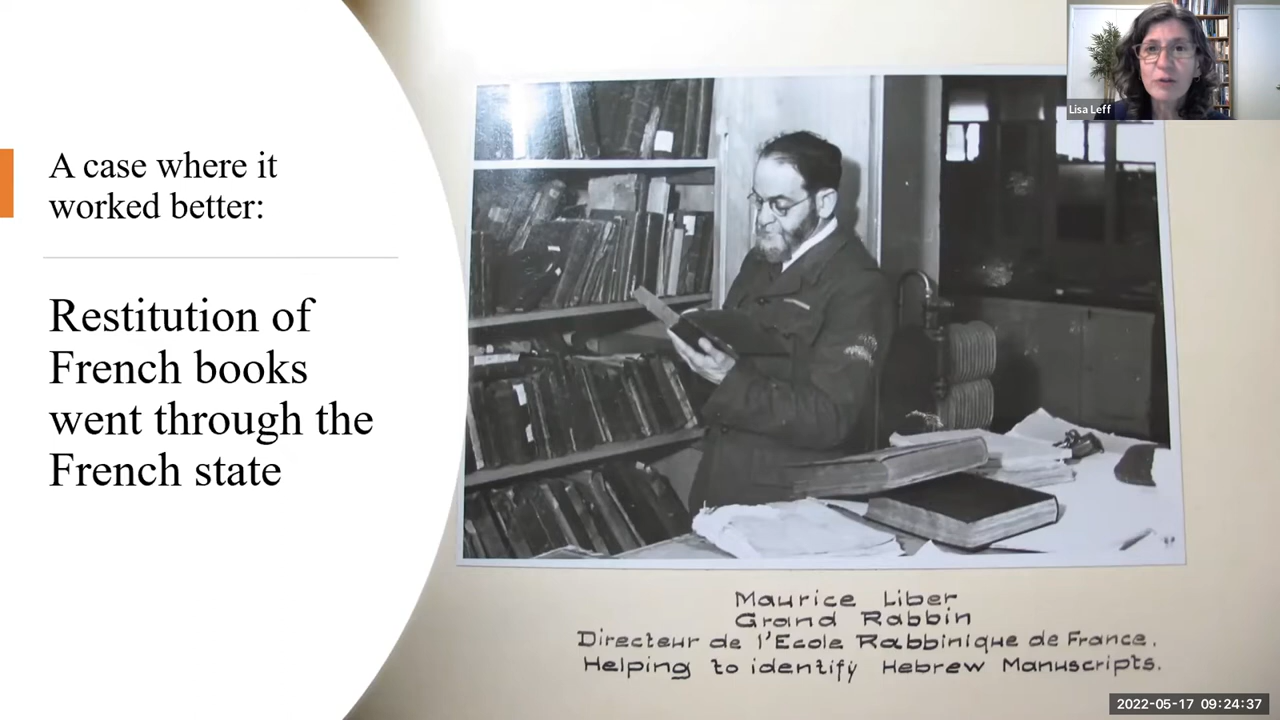 A case where it
worked better:
Restitution of
French books
went through the
French state
Lisa Leff
Maurice Liber
Grand Rabbin
Directeur de l'Ecole Rabbinique de France.
Helping to identify Hebrew Manuscripts.
2022-05-17 09:24:37